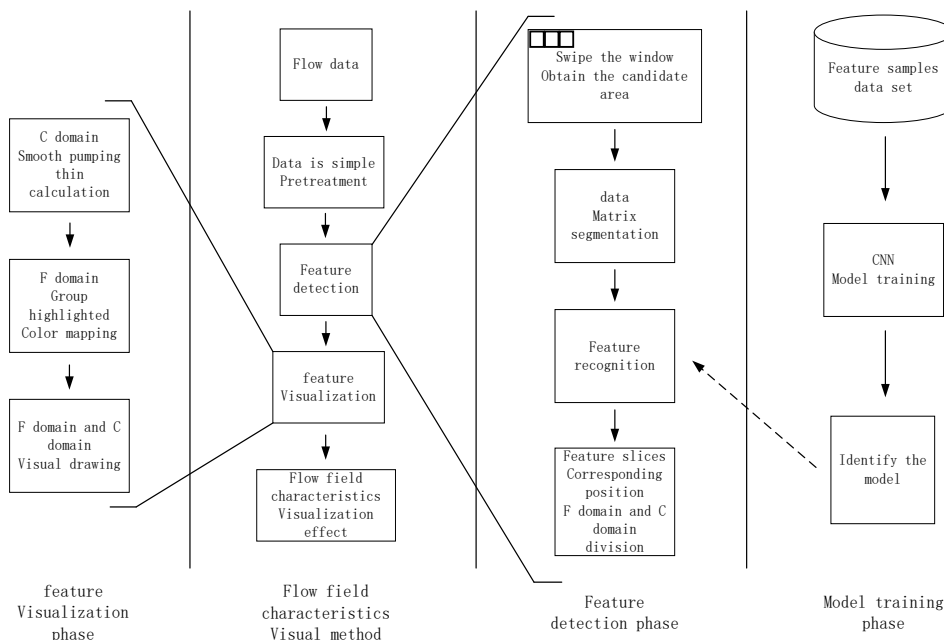 C domain
Smooth pumping
thin
calculation
F domain
Group
highlighted
Color mapping
F domain and C
domain
Visual drawing
feature
Visualization
phase
Flow data
Data is simple
Pretreatment
Feature
detection
feature
Visualization
Flow field
characteristics
Visualization
effect
Flow field
characteristics
Visual method
Swipe the window
Obtain the candidate
area
data
Matrix
segmentation
Feature
recognition
Feature slices
Corresponding
position
F domain and C
domain
division
Feature
detection phase
Feature samples
data set
CNN
Model training
Identify the
model
Model training
phase